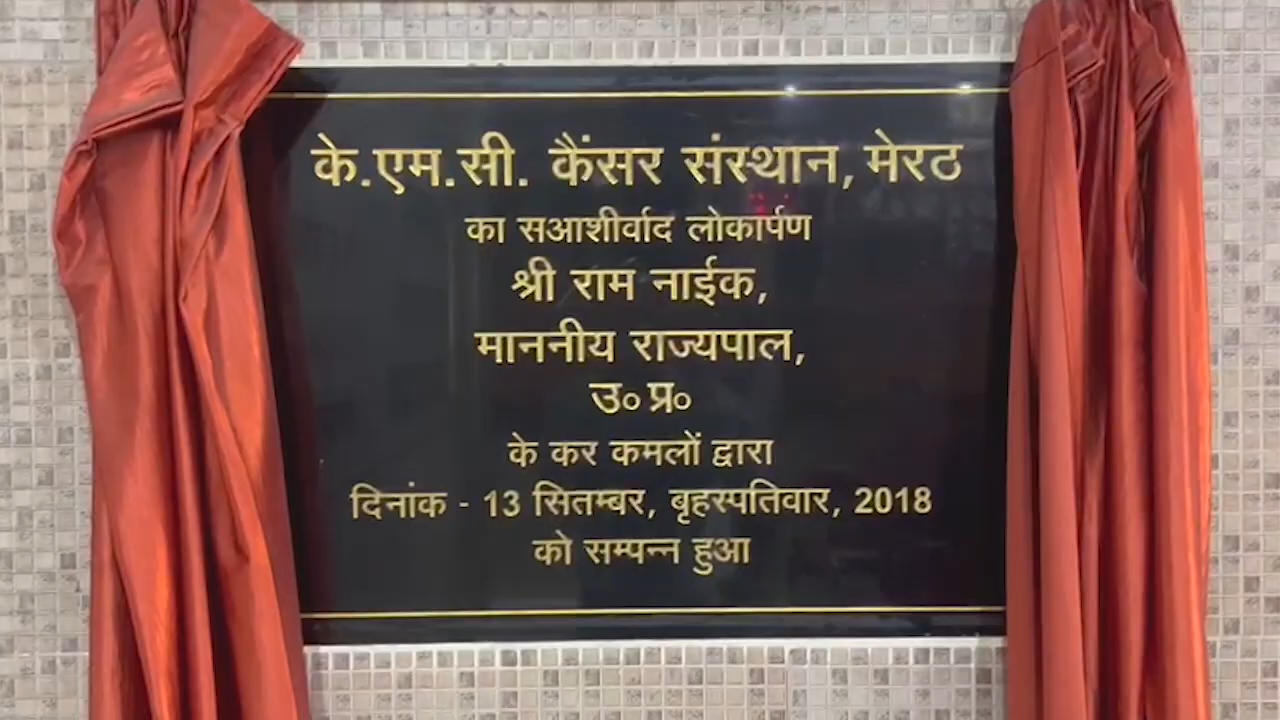 के.एम.सी. कैंसर संस्थान, मेरठ
का सआशीर्वाद लोकार्पण
श्री राम नाईक,
माननीय राज्यपाल,
उ० प्र०
के कर कमलों द्वारा
दिनांक - 13 सितम्बर, बृहस्पतिवार, 2018
को सम्पन्न हुआ